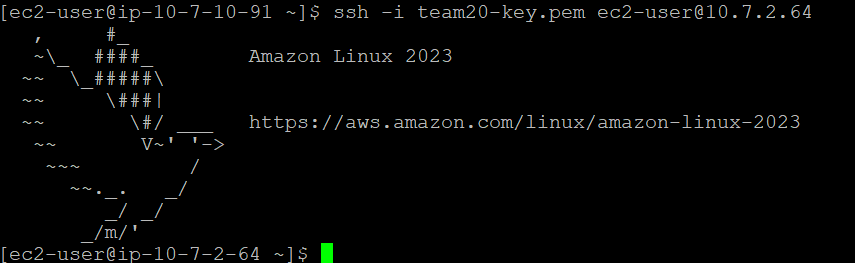 [ec2-user@ip-10-7-10-91 ~]$ ssh -i team20-key.pem ec2-user@10.7.2.64
   ,     #_
   ~\_  ####_        Amazon Linux 2023
  ~~  \_#####\
  ~~     \###|
  ~~       \#/ ___   https://aws.amazon.com/linux/amazon-linux-2023
   ~~       V~' '->
    ~~~         /
      ~~._.   _/
         _/ _/
       _/m/'
[ec2-user@ip-10-7-2-64 ~]$